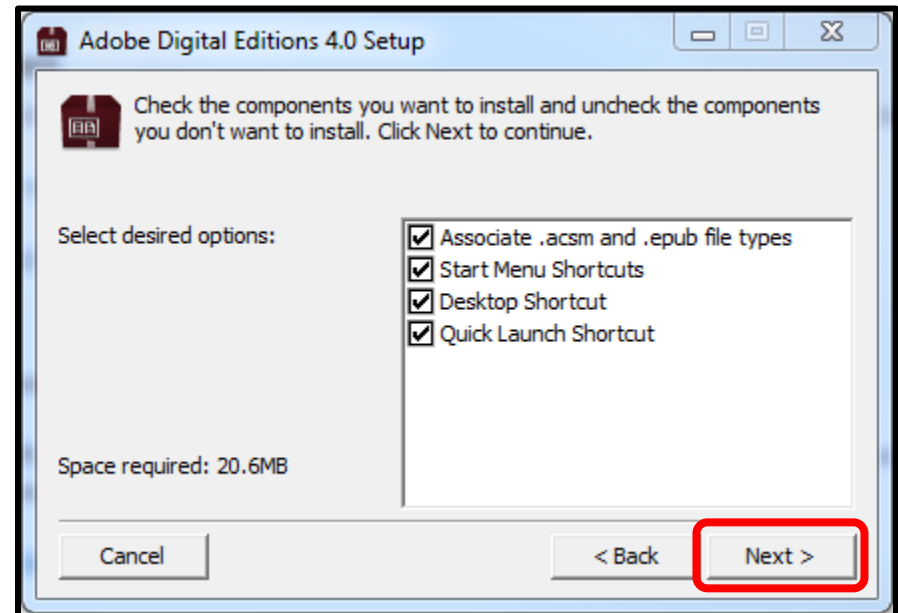 Adobe Digital Editions 4.0 Setup
Check the components you want to install and uncheck the components
you don't want to install. Click Next to continue.
Select desired options:
Associate .acsm and .epub file types
Start Menu Shortcuts
Desktop Shortcut
Quick Launch Shortcut
Space required: 20.6MB
Cancel
< Back
Next >